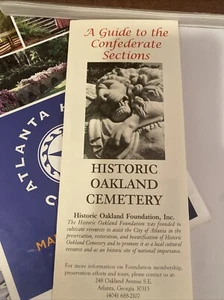 A Guide to the
Confederate
Sections
HISTORIC
OAKLAND
CEMETERY
Historic Oakland Foundation, Inc.
The Historic Oakland Foundation was founded to
cultivate resources to assist the City of Atlanta in the
preservation, restoration, and beautification of Historic
Oakland Cemetery and to promote it as a local cultural
resource and as an historic site of national importance.
For more information on Foundation membership,
preservation efforts and tours, please contact us at:
248 Oakland Avenue S.E.
Atlanta, Georgia 30313
(404) 688-2107
ATLANTA
MA